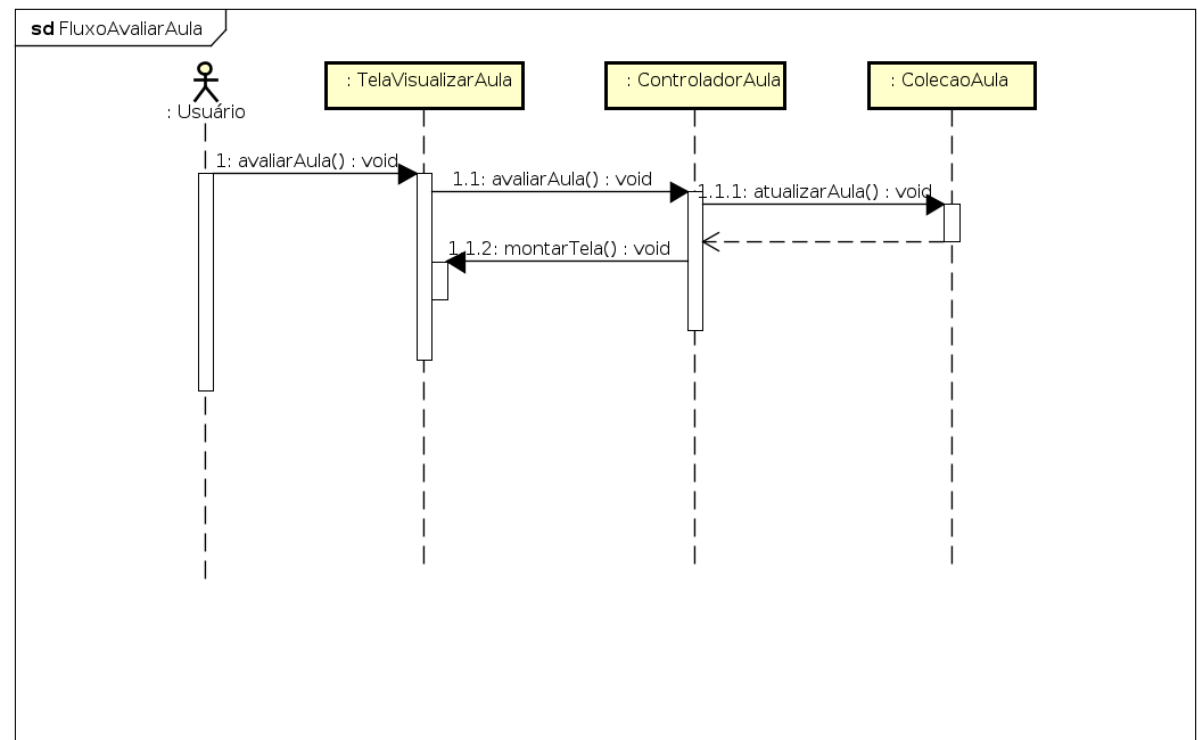 sd FluxoAvaliarAula
: Usuário
: TelaVisualizarAula
: ControladorAula
: ColecaoAula
1: avaliarAula() : void
1.1: avaliarAula() : void
1.1.1: atualizarAula() : void
1.1.2: montarTela() : void